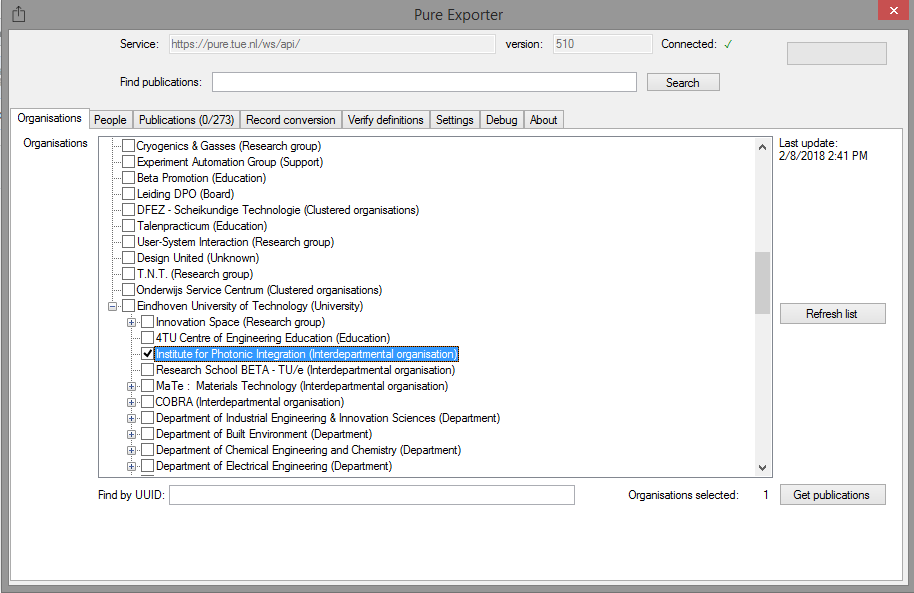 Pure Exporter
Service: https://pure.tue.nl/ws/api/ version: 510 Connected: ✓
Find publications: Search
Organisations People Publications (0/273) Record conversion Verify definitions Settings Debug About
Organisations
Last update:
2/8/2018 2:41 PM
Cryogenics & Gasses (Research group)
Experiment Automation Group (Support)
Beta Promotion (Education)
Leiding DPO (Board)
DFEZ - Scheikundige Technologie (Clustered organisations)
Talenpracticum (Education)
User-System Interaction (Research group)
Design United (Unknown)
T.N.T. (Research group)
Onderwijs Service Centrum (Clustered organisations)
Eindhoven University of Technology (University)
Innovation Space (Research group)
Refresh list
4TU Centre of Engineering Education (Education)
Institute for Photonic Integration (Interdepartmental organisation)
Research School BETA - TU/e (Interdepartmental organisation)
MaTe : Materials Technology (Interdepartmental organisation)
COBRA (Interdepartmental organisation)
Department of Industrial Engineering & Innovation Sciences (Department)
Department of Built Environment (Department)
Department of Chemical Engineering and Chemistry (Department)
Department of Electrical Engineering (Department)
Find by UUID: Organisations selected: 1 Get publications